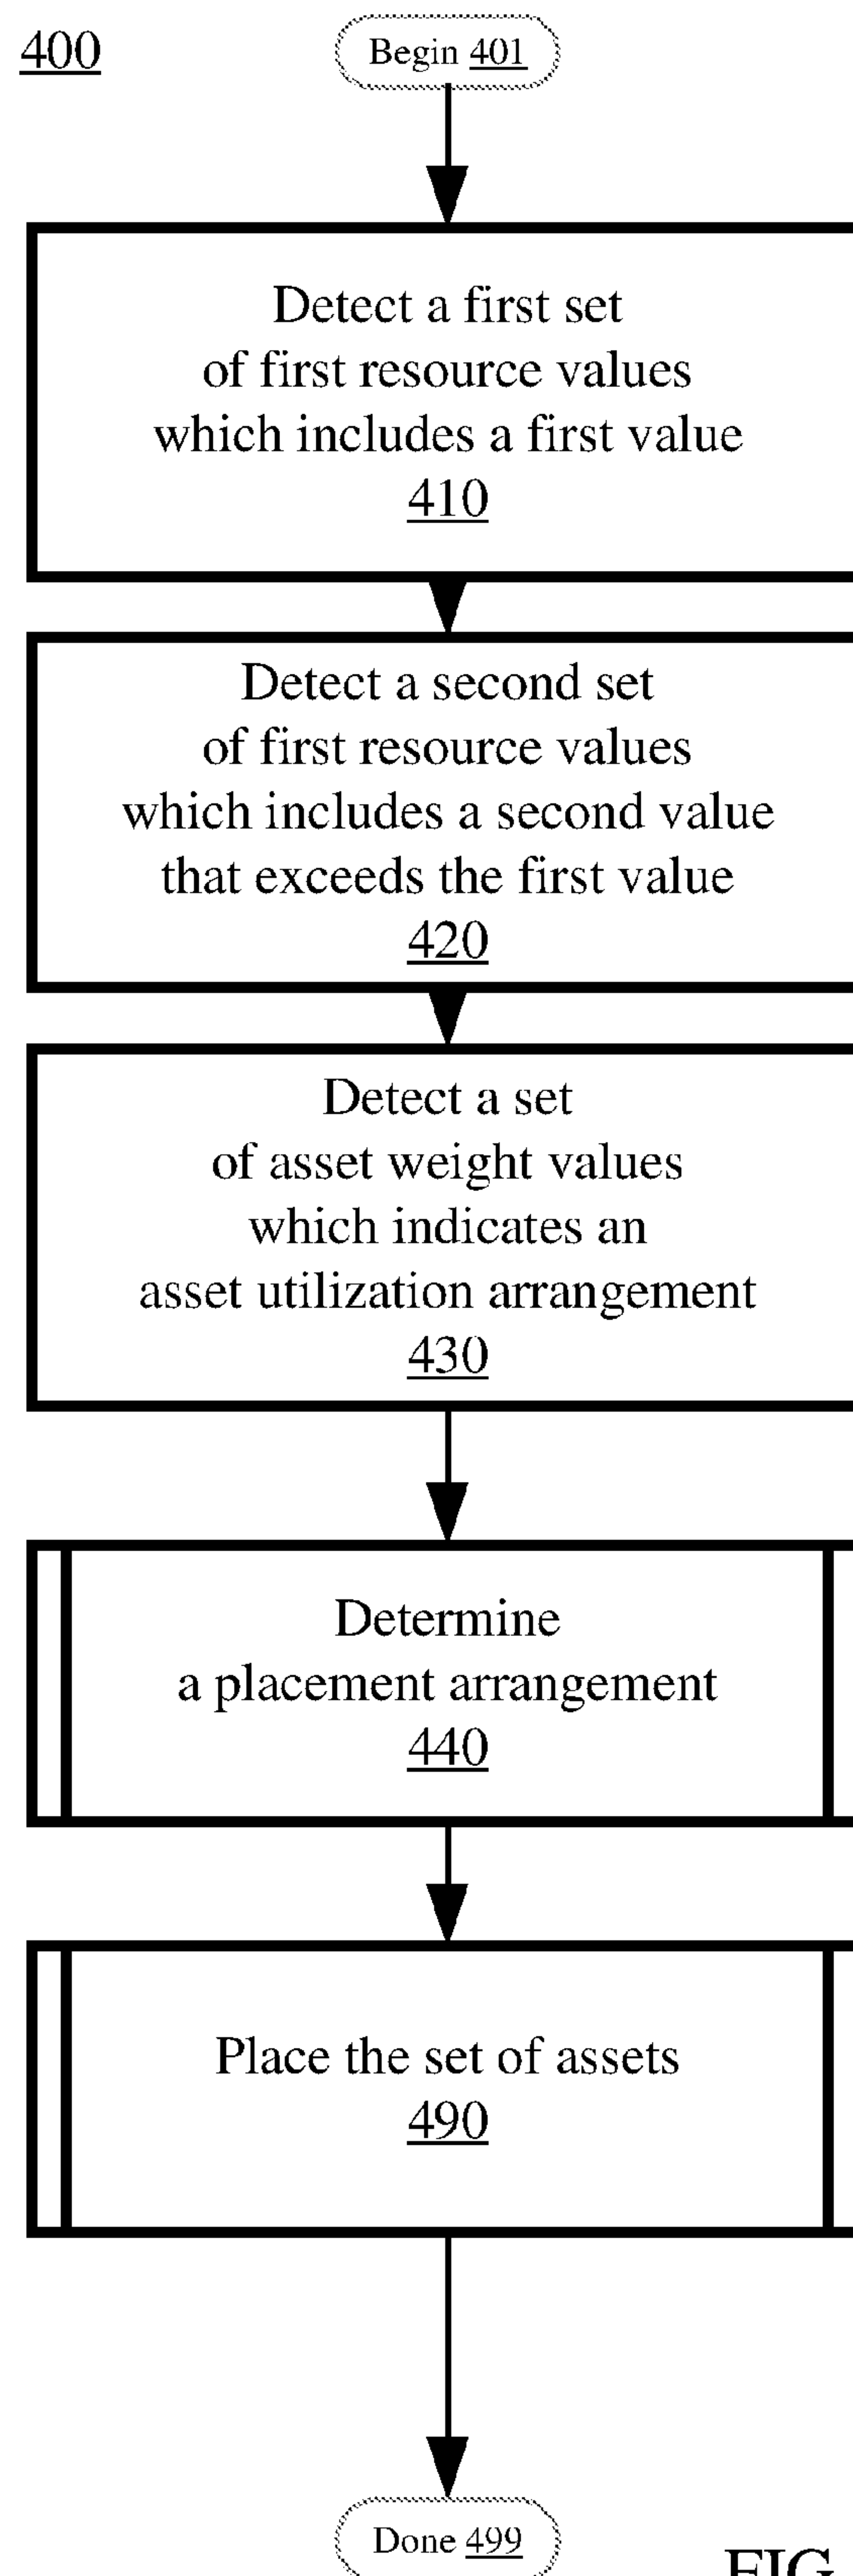 400
Begin 401
Detect a first set
of first resource values
which includes a first value
410
Detect a second set
of first resource values
which includes a second value
that exceeds the first value
420
Detect a set
of asset weight values
which indicates an
asset utilization arrangement
430
Determine
a placement arrangement
440
Place the set of assets
490
Done 499
FIG